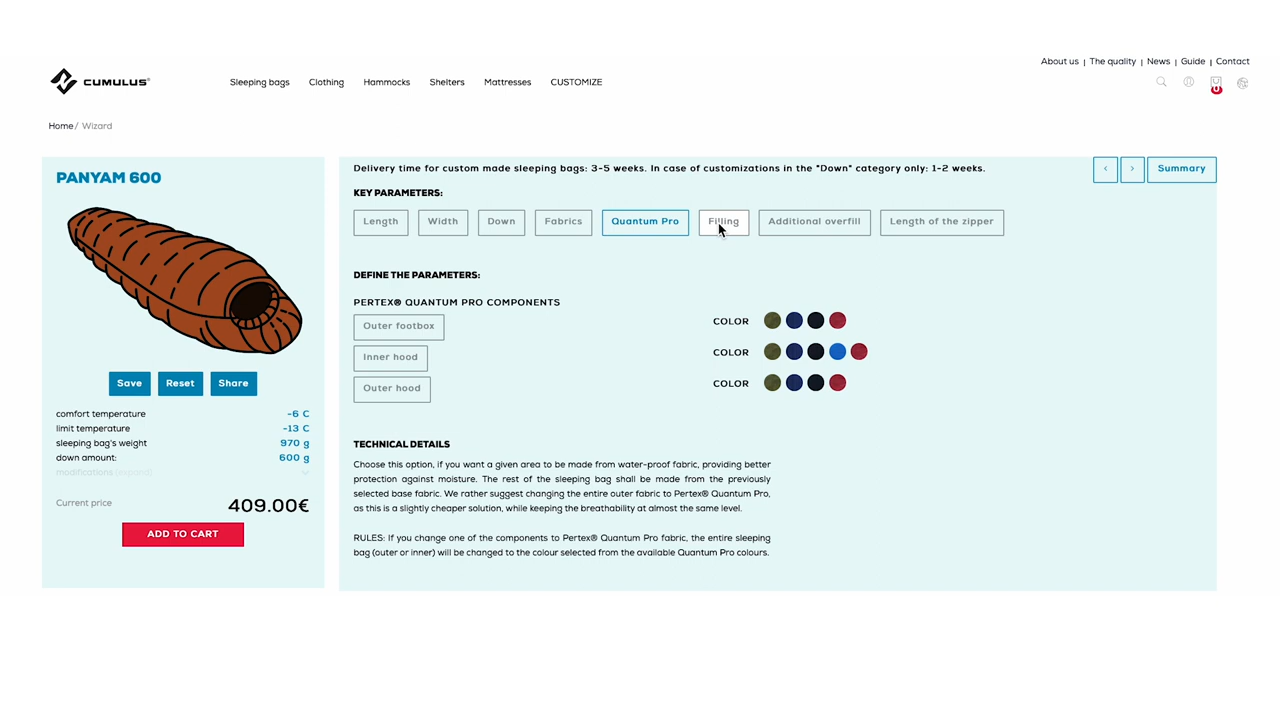 About us | The quality | News | Guide | Contact
CUMULUS®
Sleeping bags Clothing Hammocks Shelters Mattresses CUSTOMIZE
0
Home / Wizard
PANYAM 600
Delivery time for custom made sleeping bags: 3-5 weeks. In case of customizations in the "Down" category only: 1-2 weeks.
‹ › Summary
KEY PARAMETERS:
Length Width Down Fabrics Quantum Pro Filling Additional overfill Length of the zipper
DEFINE THE PARAMETERS:
PERTEX® QUANTUM PRO COMPONENTS
Outer footbox COLOR
Inner hood COLOR
Outer hood COLOR
Save Reset Share
comfort temperature -6 C
limit temperature -13 C
sleeping bag's weight 970 g
down amount: 600 g
modifications (expand)
Current price 409.00€
ADD TO CART
TECHNICAL DETAILS
Choose this option, if you want a given area to be made from water-proof fabric, providing better
protection against moisture. The rest of the sleeping bag shall be made from the previously
selected base fabric. We rather suggest changing the entire outer fabric to Pertex® Quantum Pro,
as this is a slightly cheaper solution, while keeping the breathability at almost the same level.
RULES: If you change one of the components to Pertex® Quantum Pro fabric, the entire sleeping
bag (outer or inner) will be changed to the colour selected from the available Quantum Pro colours.